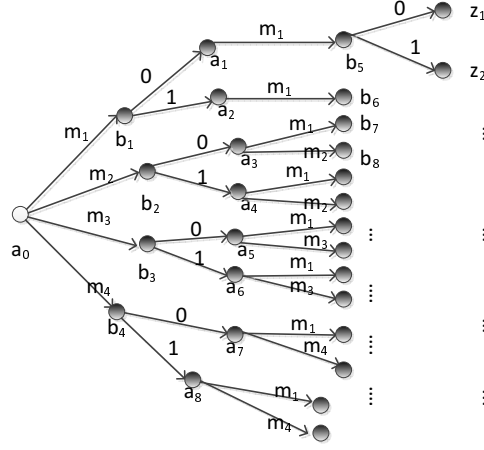 0
z₁
m₁
1
z₂
a₁
b₅
0
m₁
b₆
1
a₂
b₇
m₁
b₁
0
m₁
m₂
b₈
a₃
m₂
1
m₁
b₂
a₄
m₂
m₃
0
m₁
a₅
m₃
a₀
b₃
1
m₁
a₆
m₃
m₄
0
m₁
b₄
a₇
m₄
1
a₈
m₁
m₄